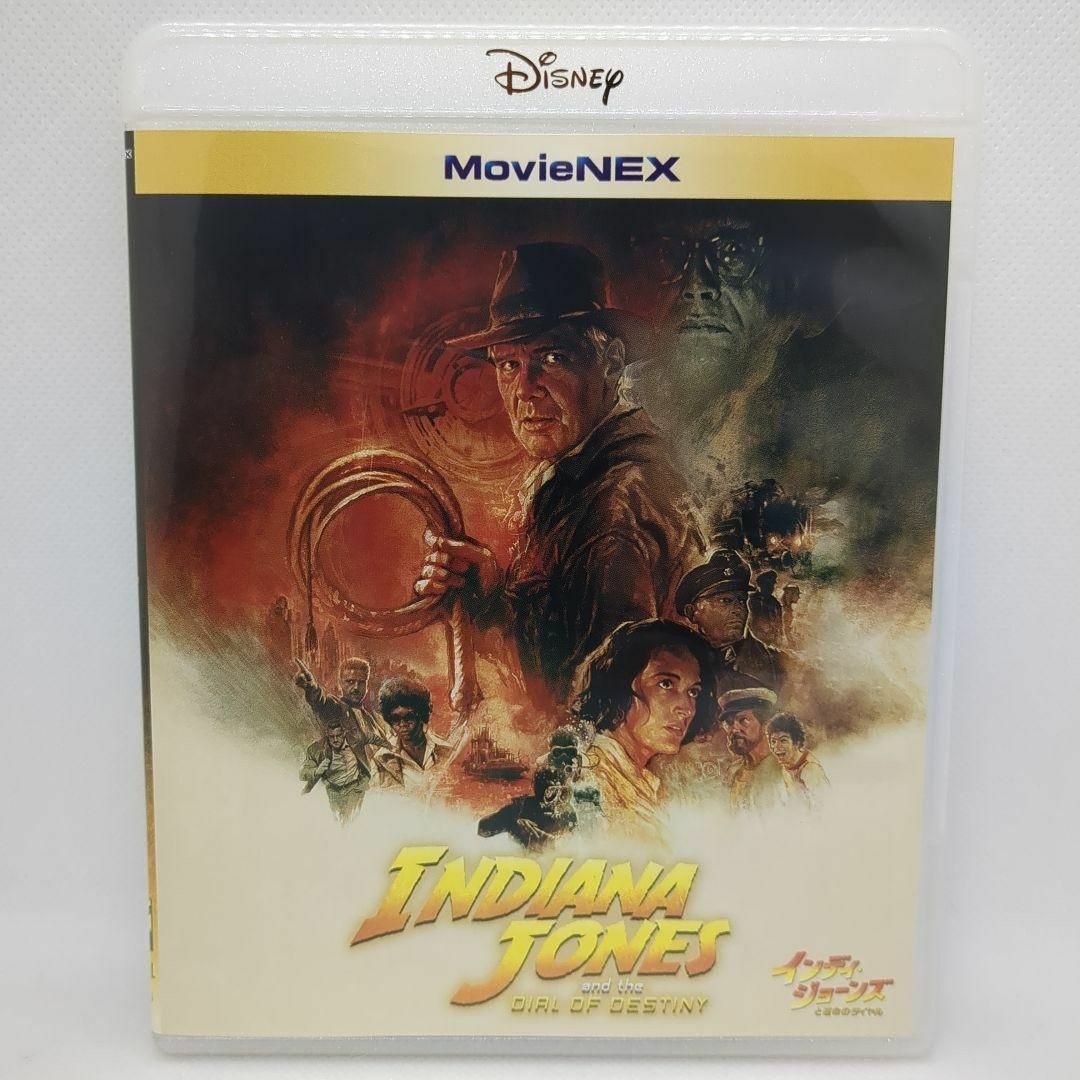 DISNEY
MovieNEX
INDIANA
JONES
and the
DIAL OF DESTINY
インディ・
ジョーンズ
と運命のダイヤル